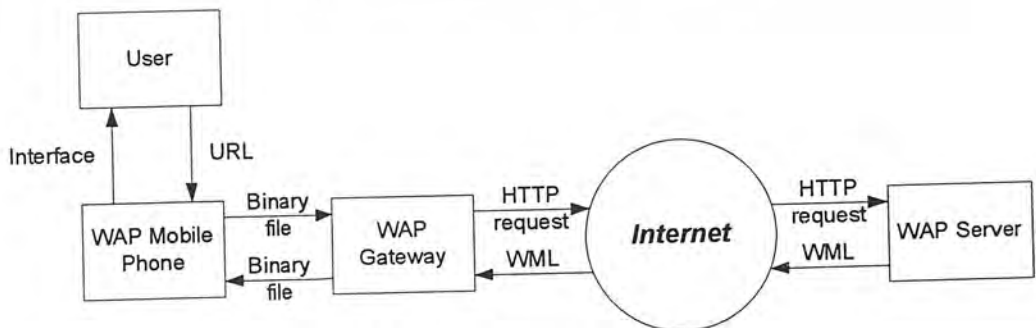 User
Interface
URL
WAP Mobile
Phone
Binary
file
Binary
file
WAP
Gateway
HTTP
request
WML
Internet
HTTP
request
WML
WAP Server